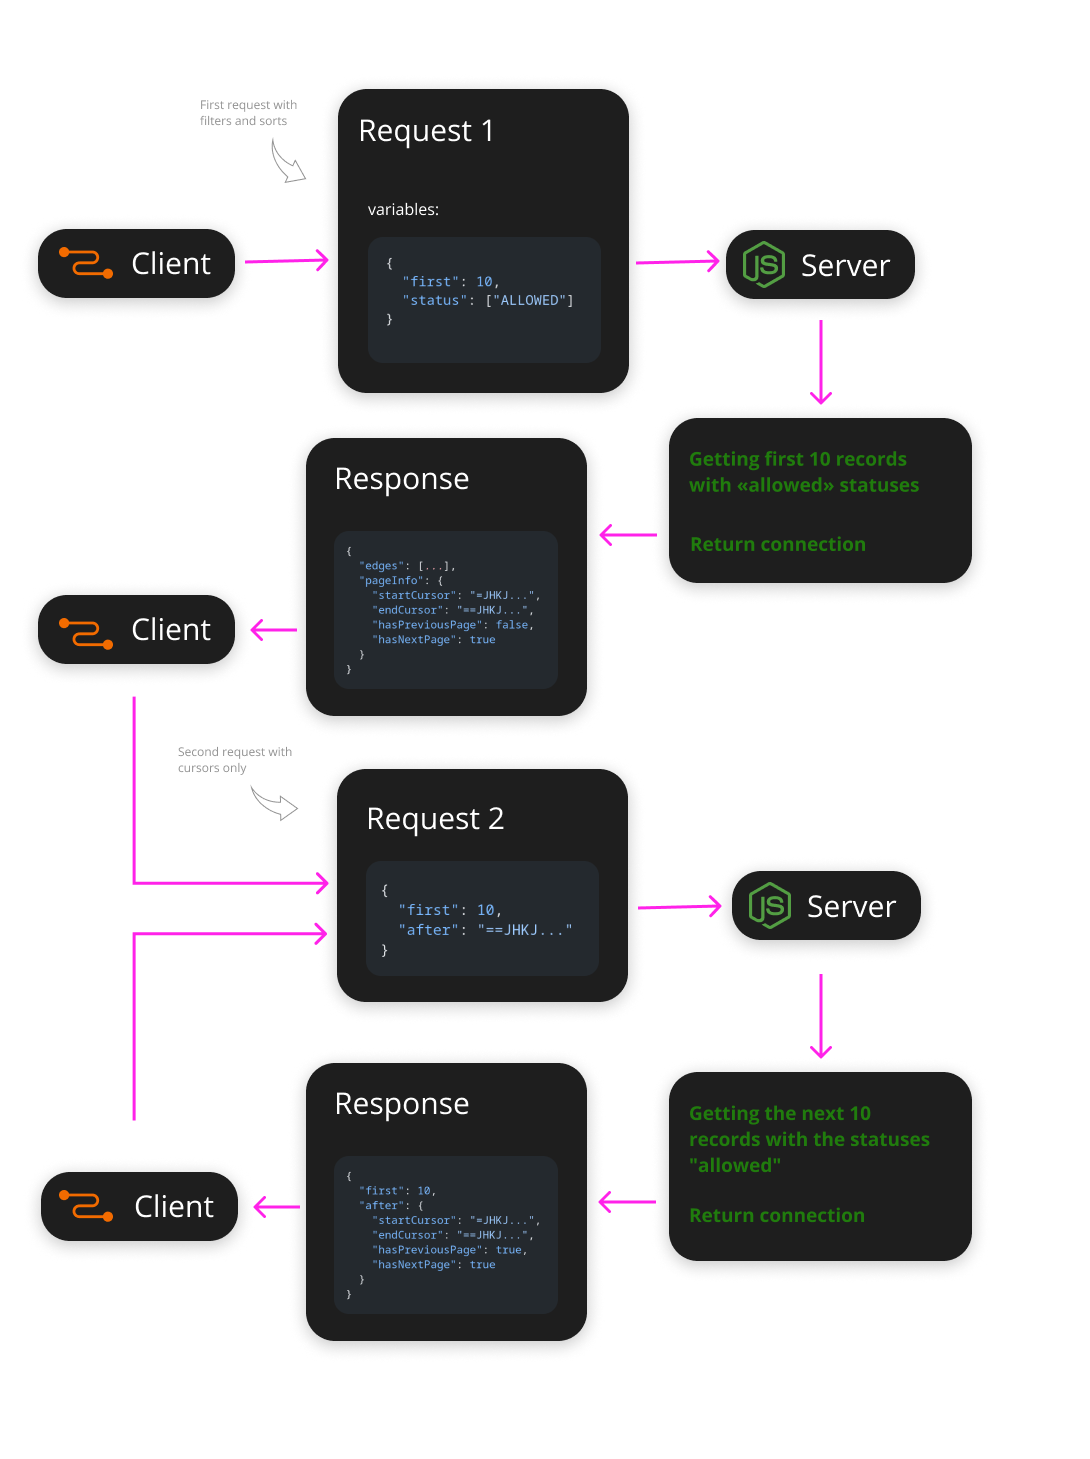 First request with
filters and sorts
Request 1
variables:
{
"first": 10,
"status": ["ALLOWED"]
}
Client
JS
Server
Getting first 10 records
with «allowed» statuses
Return connection
Response
{
"edges": [...],
"pageInfo": {
"startCursor": "=JHKJ...",
"endCursor": "==JHKJ...",
"hasPreviousPage": false,
"hasNextPage": true
}
}
Client
Second request with
cursors only
Request 2
{
"first": 10,
"after": "==JHKJ..."
}
JS
Server
Getting the next 10
records with the statuses
"allowed"
Return connection
Response
{
"first": 10,
"after": {
"startCursor": "=JHKJ...",
"endCursor": "==JHKJ...",
"hasPreviousPage": true,
"hasNextPage": true
}
}
Client